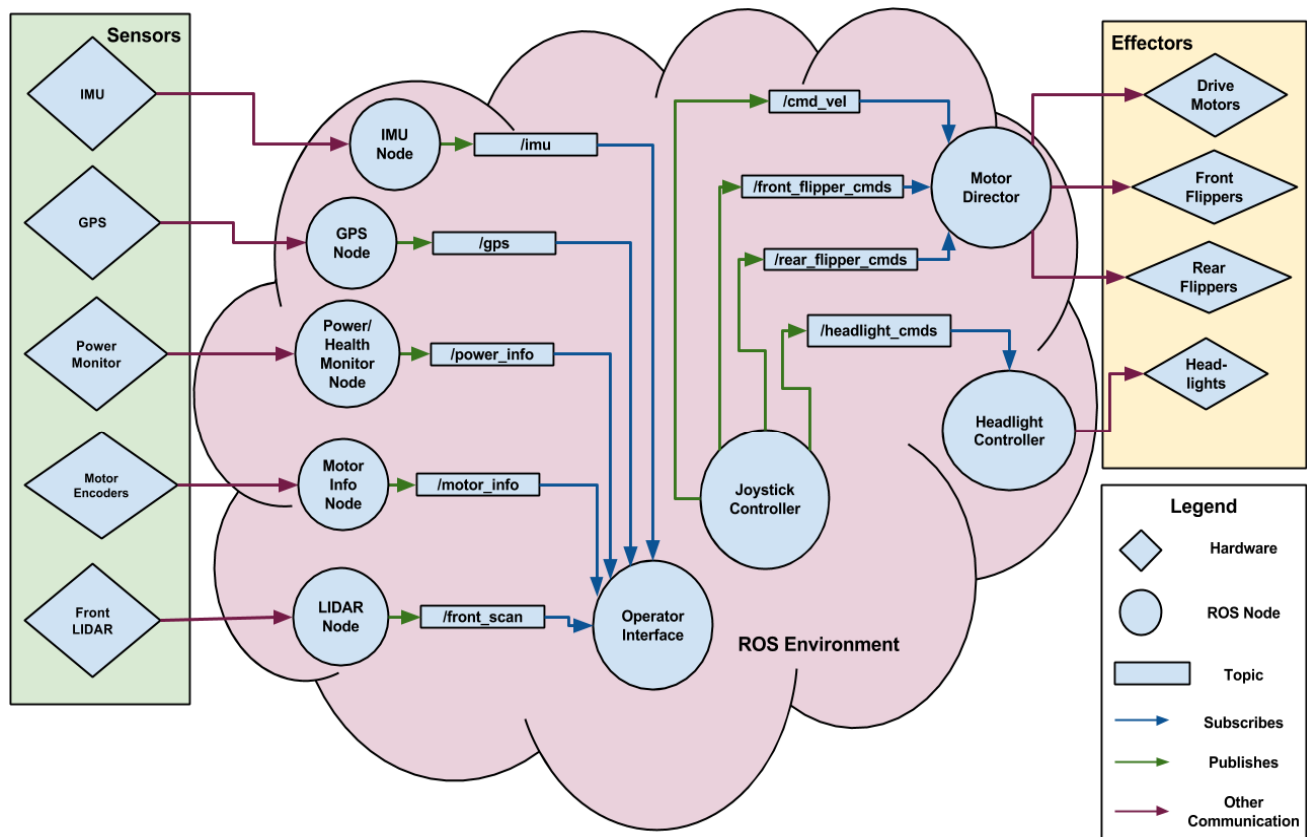 Sensors
IMU
GPS
Power
Monitor
Motor
Encoders
Front
LIDAR
IMU
Node
/imu
GPS
Node
/gps
Power/
Health
Monitor
Node
/power_info
Motor
Info
Node
/motor_info
LIDAR
Node
/front_scan
Operator
Interface
/cmd_vel
/front_flipper_cmds
/rear_flipper_cmds
/headlight_cmds
Motor
Director
Headlight
Controller
Joystick
Controller
ROS Environment
Effectors
Drive
Motors
Front
Flippers
Rear
Flippers
Head-
lights
Legend
Hardware
ROS Node
Topic
Subscribes
Publishes
Other
Communication